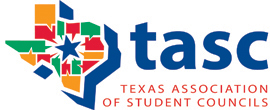 tasc
TEXAS ASSOCIATION
OF STUDENT COUNCILS